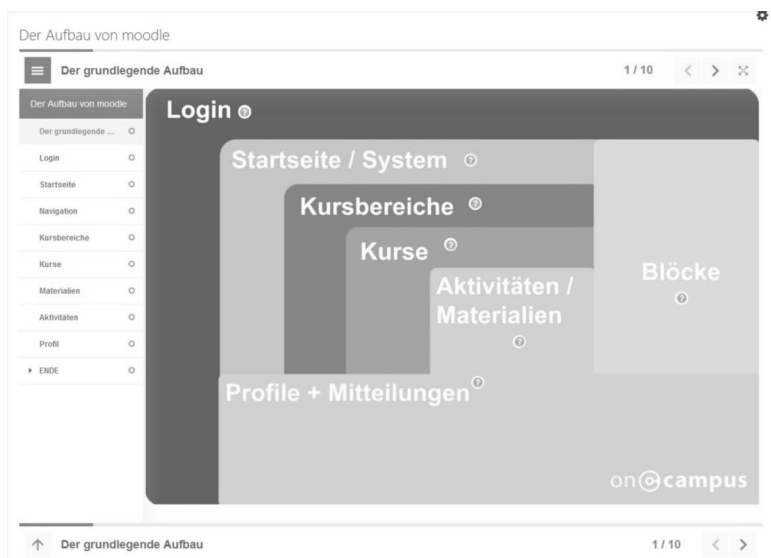 Der Aufbau von moodle
Der grundlegende Aufbau
1 / 10
Der Aufbau von moodle
Der grundlegende ...
Login
Startseite
Navigation
Kursbereiche
Kurse
Materialien
Aktivitäten
Profil
ENDE
Login ?
Startseite / System ?
Kursbereiche ?
Kurse ?
Aktivitäten /
Materialien
?
Blöcke
?
Profile + Mitteilungen ?
oncampus
Der grundlegende Aufbau
1 / 10